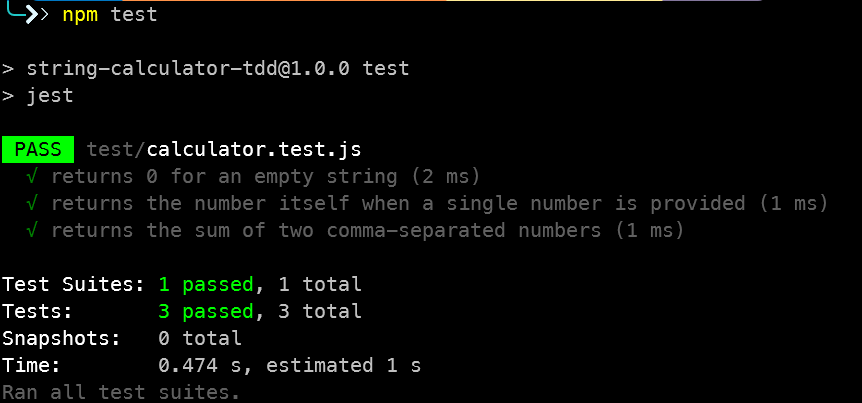 npm test
> string-calculator-tdd@1.0.0 test
> jest
PASS test/calculator.test.js
√ returns 0 for an empty string (2 ms)
√ returns the number itself when a single number is provided (1 ms)
√ returns the sum of two comma-separated numbers (1 ms)
Test Suites: 1 passed, 1 total
Tests: 3 passed, 3 total
Snapshots: 0 total
Time: 0.474 s, estimated 1 s
Ran all test suites.